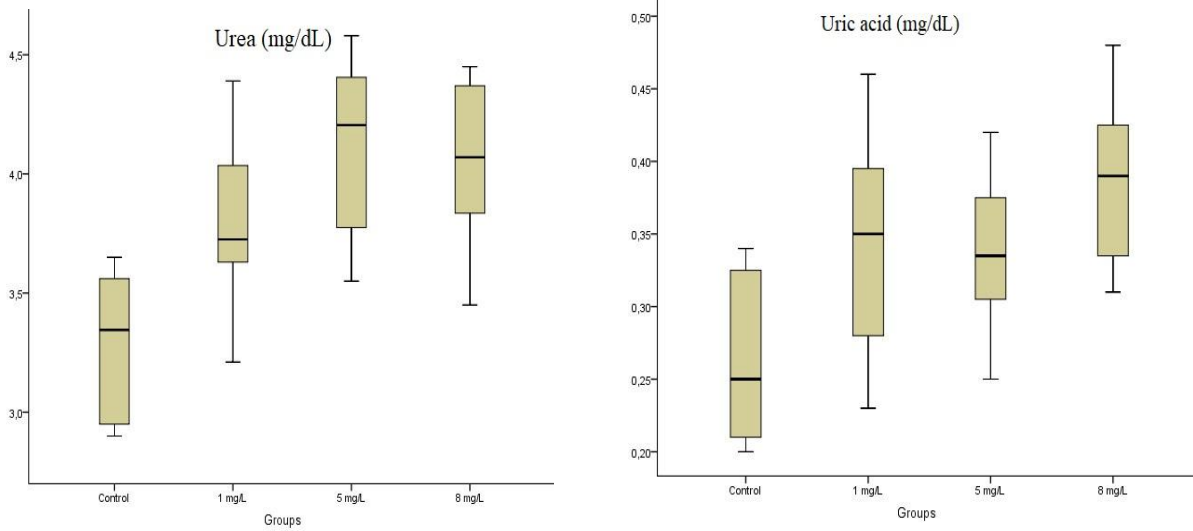 Urea (mg/dL)
4,5
4,0
3,5
3,0
Control 1 mg/L 5 mg/L 8 mg/L
Groups
Uric acid (mg/dL)
0,50
0,45
0,40
0,35
0,30
0,25
0,20
Control 1 mg/L 5 mg/L 8 mg/L
Groups